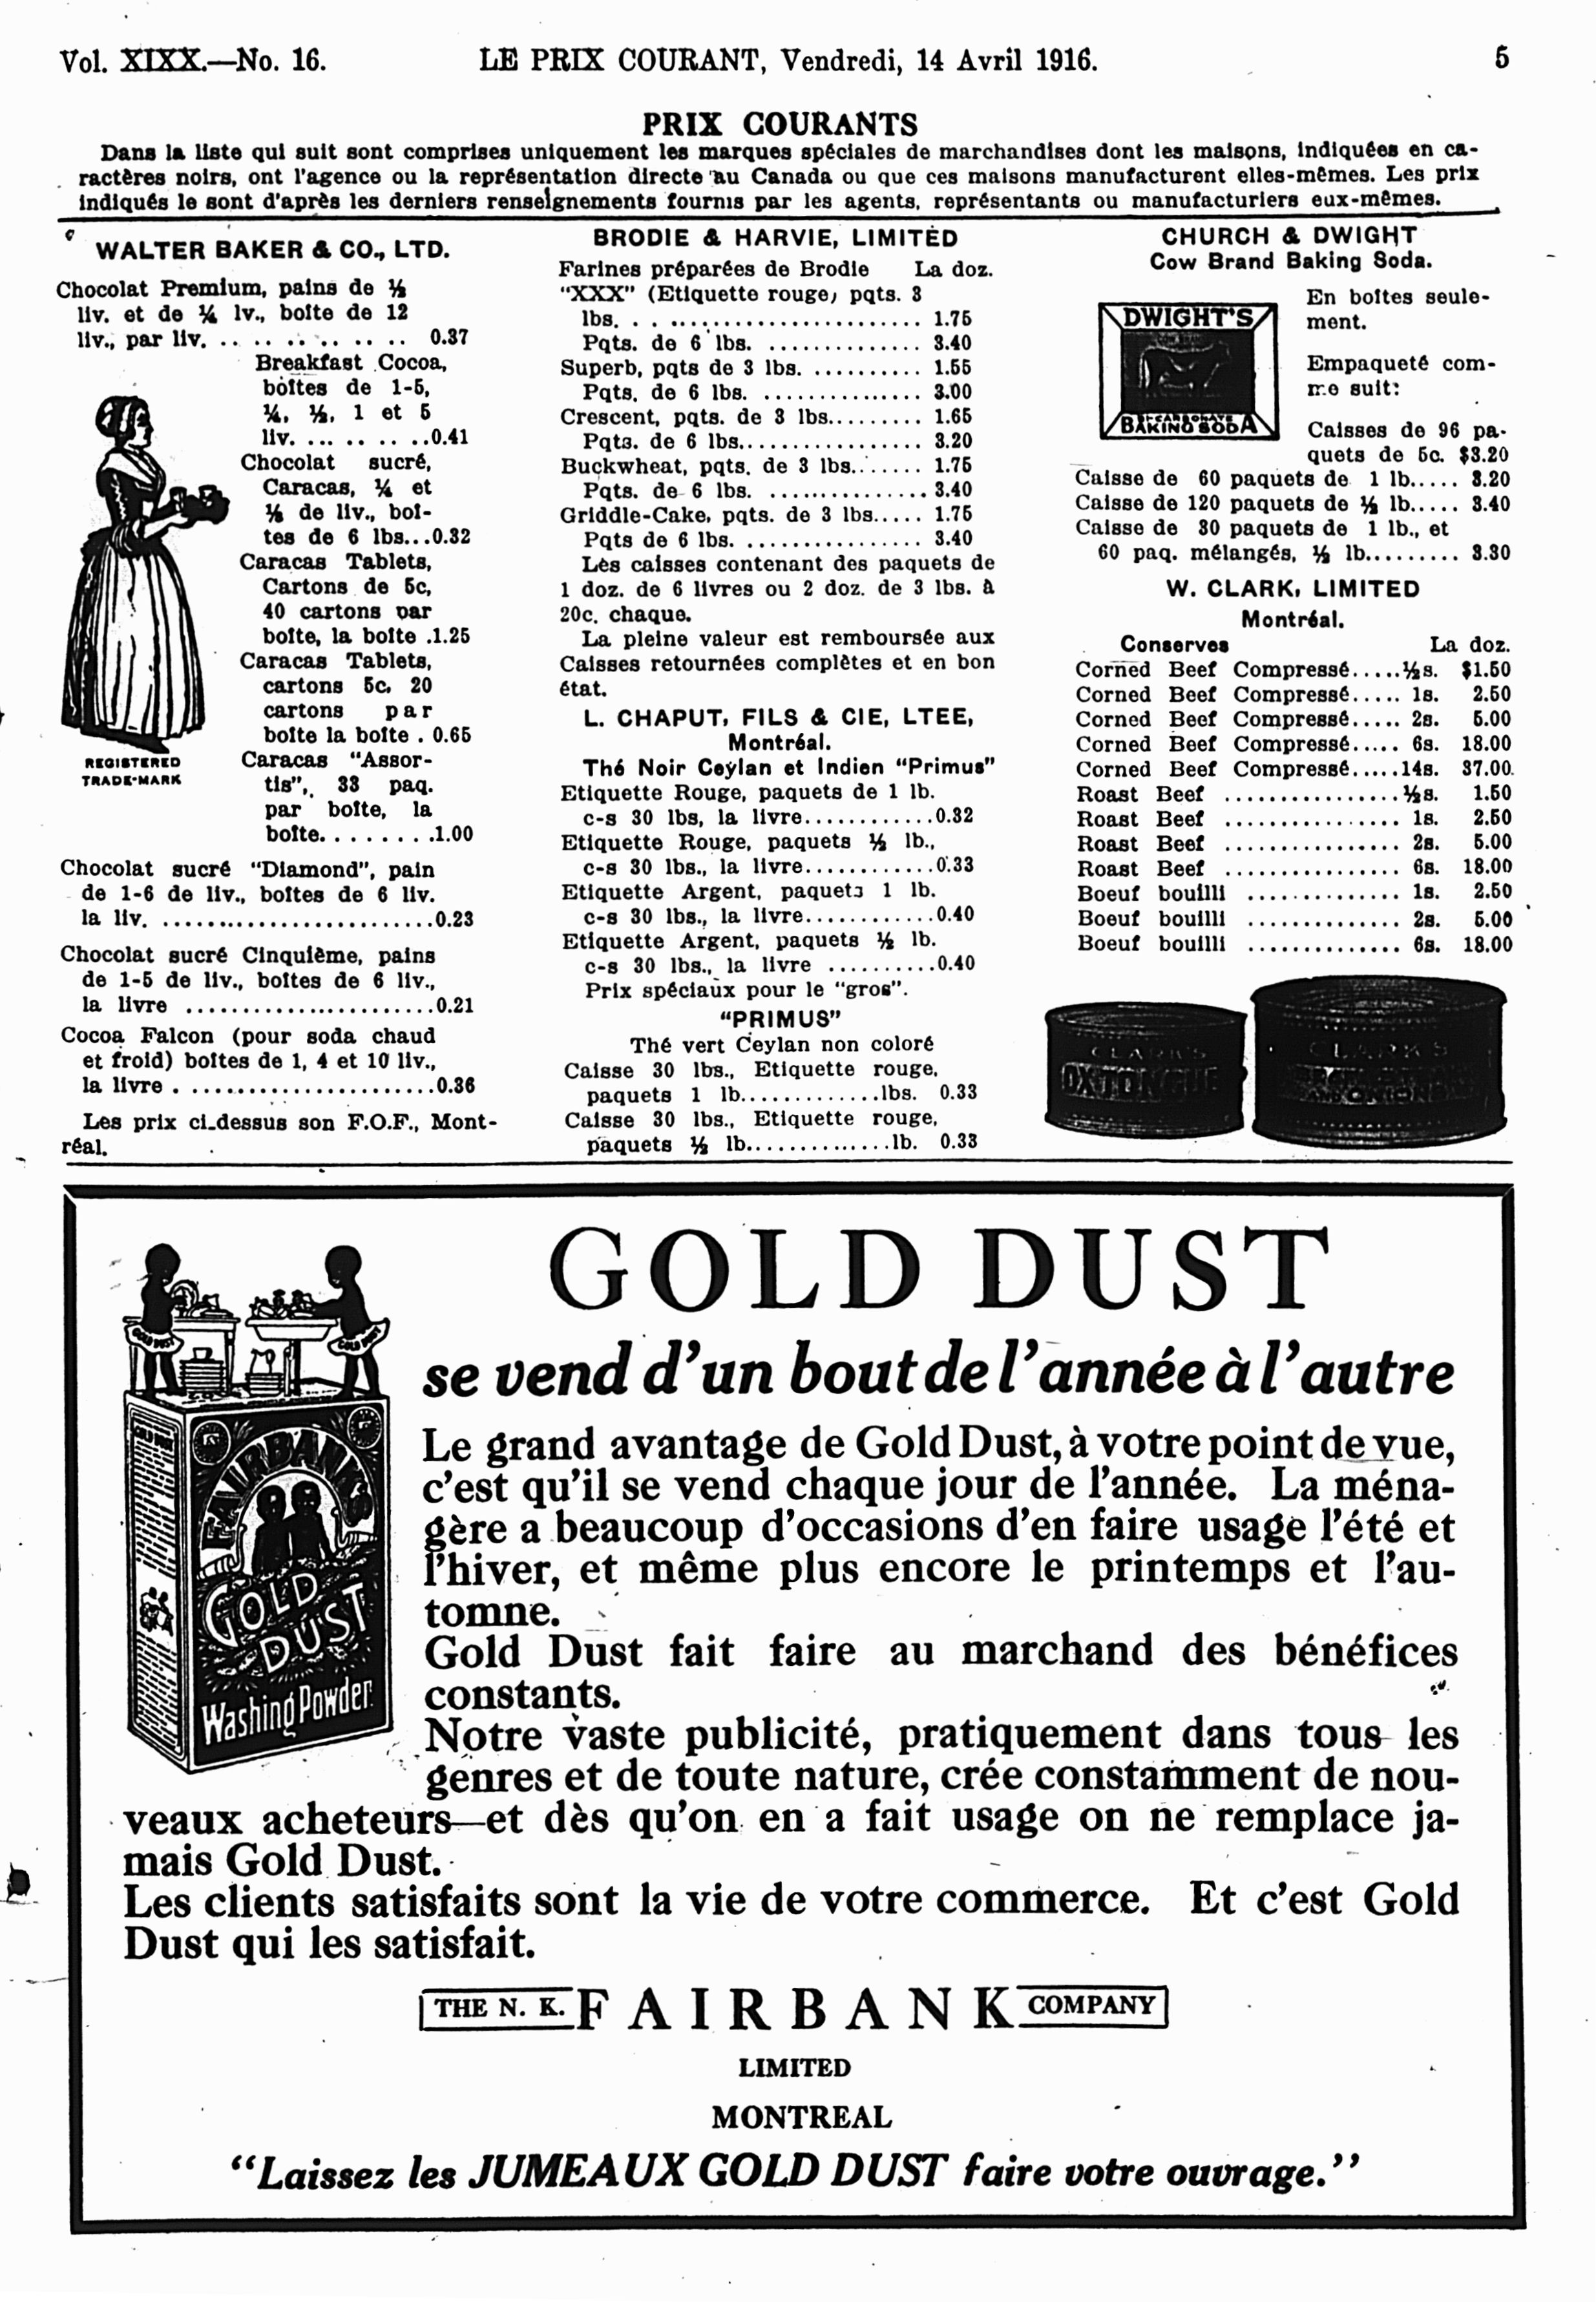 Vol. XIXX.—No. 16.
LE PRIX COURANT, Vendredi, 14 Avril 1916.
5
PRIX COURANTS
Dans la liste qui suit sont comprises uniquement les marques spéciales de marchandises dont les maisons, indiquées en ca-
ractères noirs, ont l'agence ou la représentation directe au Canada ou que ces maisons manufacturent elles-mêmes. Les prix
indiqués le sont d'après les derniers renseignements fournis par les agents, représentants ou manufacturiers eux-mêmes.
WALTER BAKER & CO., LTD.
Chocolat Premium, pains de ½
liv. et de ¼ lv., boîte de 12
liv., par liv. .. .. .. .. .. .. 0.37
Breakfast Cocoa,
boîtes de 1-5,
¼, ½, 1 et 5
liv. ... .. .. ..0.41
Chocolat sucré,
Caracas, ¼ et
½ de liv., boî-
tes de 6 lbs...0.32
Caracas Tablets,
Cartons de 5c,
40 cartons par
boîte, la boîte .1.25
Caracas Tablets,
cartons 5c. 20
cartons par
boîte la boîte . 0.65
Caracas "Assor-
tis", 33 paq.
par boîte, la
boîte........1.00
REGISTERED
TRADE-MARK
Chocolat sucré "Diamond", pain
de 1-6 de liv., boîtes de 6 liv.
la liv. ..........................0.23
Chocolat sucré Cinquième, pains
de 1-5 de liv., boîtes de 6 liv.,
la livre ........................0.21
Cocoa Falcon (pour soda chaud
et froid) boîtes de 1, 4 et 10 liv.,
la livre . ........................0.36
Les prix ci-dessus son F.O.F., Mont-
réal.
BRODIE & HARVIE, LIMITED
Farines préparées de Brodie La doz.
"XXX" (Etiquette rouge) pqts. 3
lbs. . . ........................ 1.75
Pqts. de 6 lbs. .............. 3.40
Superb, pqts de 3 lbs. .......... 1.55
Pqts. de 6 lbs. ............... 3.00
Crescent, pqts. de 3 lbs......... 1.65
Pqts. de 6 lbs................. 3.20
Buckwheat, pqts. de 3 lbs........ 1.75
Pqts. de 6 lbs. ............... 3.40
Griddle-Cake, pqts. de 3 lbs..... 1.75
Pqts de 6 lbs. ................ 3.40
Les caisses contenant des paquets de
1 doz. de 6 livres ou 2 doz. de 3 lbs. à
20c. chaque.
La pleine valeur est remboursée aux
Caisses retournées complètes et en bon
état.
L. CHAPUT, FILS & CIE, LTEE,
Montréal.
Thé Noir Ceylan et Indien "Primus"
Etiquette Rouge, paquets de 1 lb.
c-s 30 lbs, la livre............0.32
Etiquette Rouge, paquets ½ lb.,
c-s 30 lbs., la livre............0.33
Etiquette Argent, paquets 1 lb.
c-s 30 lbs., la livre............0.40
Etiquette Argent, paquets ½ lb.
c-s 30 lbs., la livre ..........0.40
Prix spéciaux pour le "gros".
"PRIMUS"
Thé vert Ceylan non coloré
Caisse 30 lbs., Etiquette rouge,
paquets 1 lb.............lbs. 0.33
Caisse 30 lbs., Etiquette rouge,
paquets ½ lb..............lb. 0.33
CHURCH & DWIGHT
Cow Brand Baking Soda.
DWIGHT'S
BI-CARBONATE
BAKING SODA
En boîtes seule-
ment.
Empaqueté com-
me suit:
Caisses de 96 pa-
quets de 5c. $3.20
Caisse de 60 paquets de 1 lb..... 3.20
Caisse de 120 paquets de ½ lb..... 3.40
Caisse de 30 paquets de 1 lb., et
60 paq. mélangés, ½ lb......... 3.30
W. CLARK, LIMITED
Montréal.
Conserves La doz.
Corned Beef Compressé.....½s. $1.50
Corned Beef Compressé..... 1s. 2.50
Corned Beef Compressé..... 2s. 5.00
Corned Beef Compressé..... 6s. 18.00
Corned Beef Compressé.....14s. 37.00
Roast Beef ................½s. 1.50
Roast Beef ................ 1s. 2.50
Roast Beef ................ 2s. 5.00
Roast Beef ................ 6s. 18.00
Boeuf bouilli .............. 1s. 2.50
Boeuf bouilli .............. 2s. 5.00
Boeuf bouilli .............. 6s. 18.00
CLARK'S
OX TONGUE
CLARK'S
GOLD DUST
se vend d'un bout de l'année à l'autre
Le grand avantage de Gold Dust, à votre point de vue,
c'est qu'il se vend chaque jour de l'année. La ména-
gère a beaucoup d'occasions d'en faire usage l'été et
l'hiver, et même plus encore le printemps et l'au-
tomne.
Gold Dust fait faire au marchand des bénéfices
constants.
Notre vaste publicité, pratiquement dans tous les
genres et de toute nature, crée constamment de nou-
veaux acheteurs—et dès qu'on en a fait usage on ne remplace ja-
mais Gold Dust.
Les clients satisfaits sont la vie de votre commerce. Et c'est Gold
Dust qui les satisfait.
GOLD DUST
GOLD DUST
GOLD DUST
FAIRBANK'S
GOLD
DUST
Washing Powder
THE N. K. FAIRBANK COMPANY
LIMITED
MONTREAL
"Laissez les JUMEAUX GOLD DUST faire votre ouvrage."